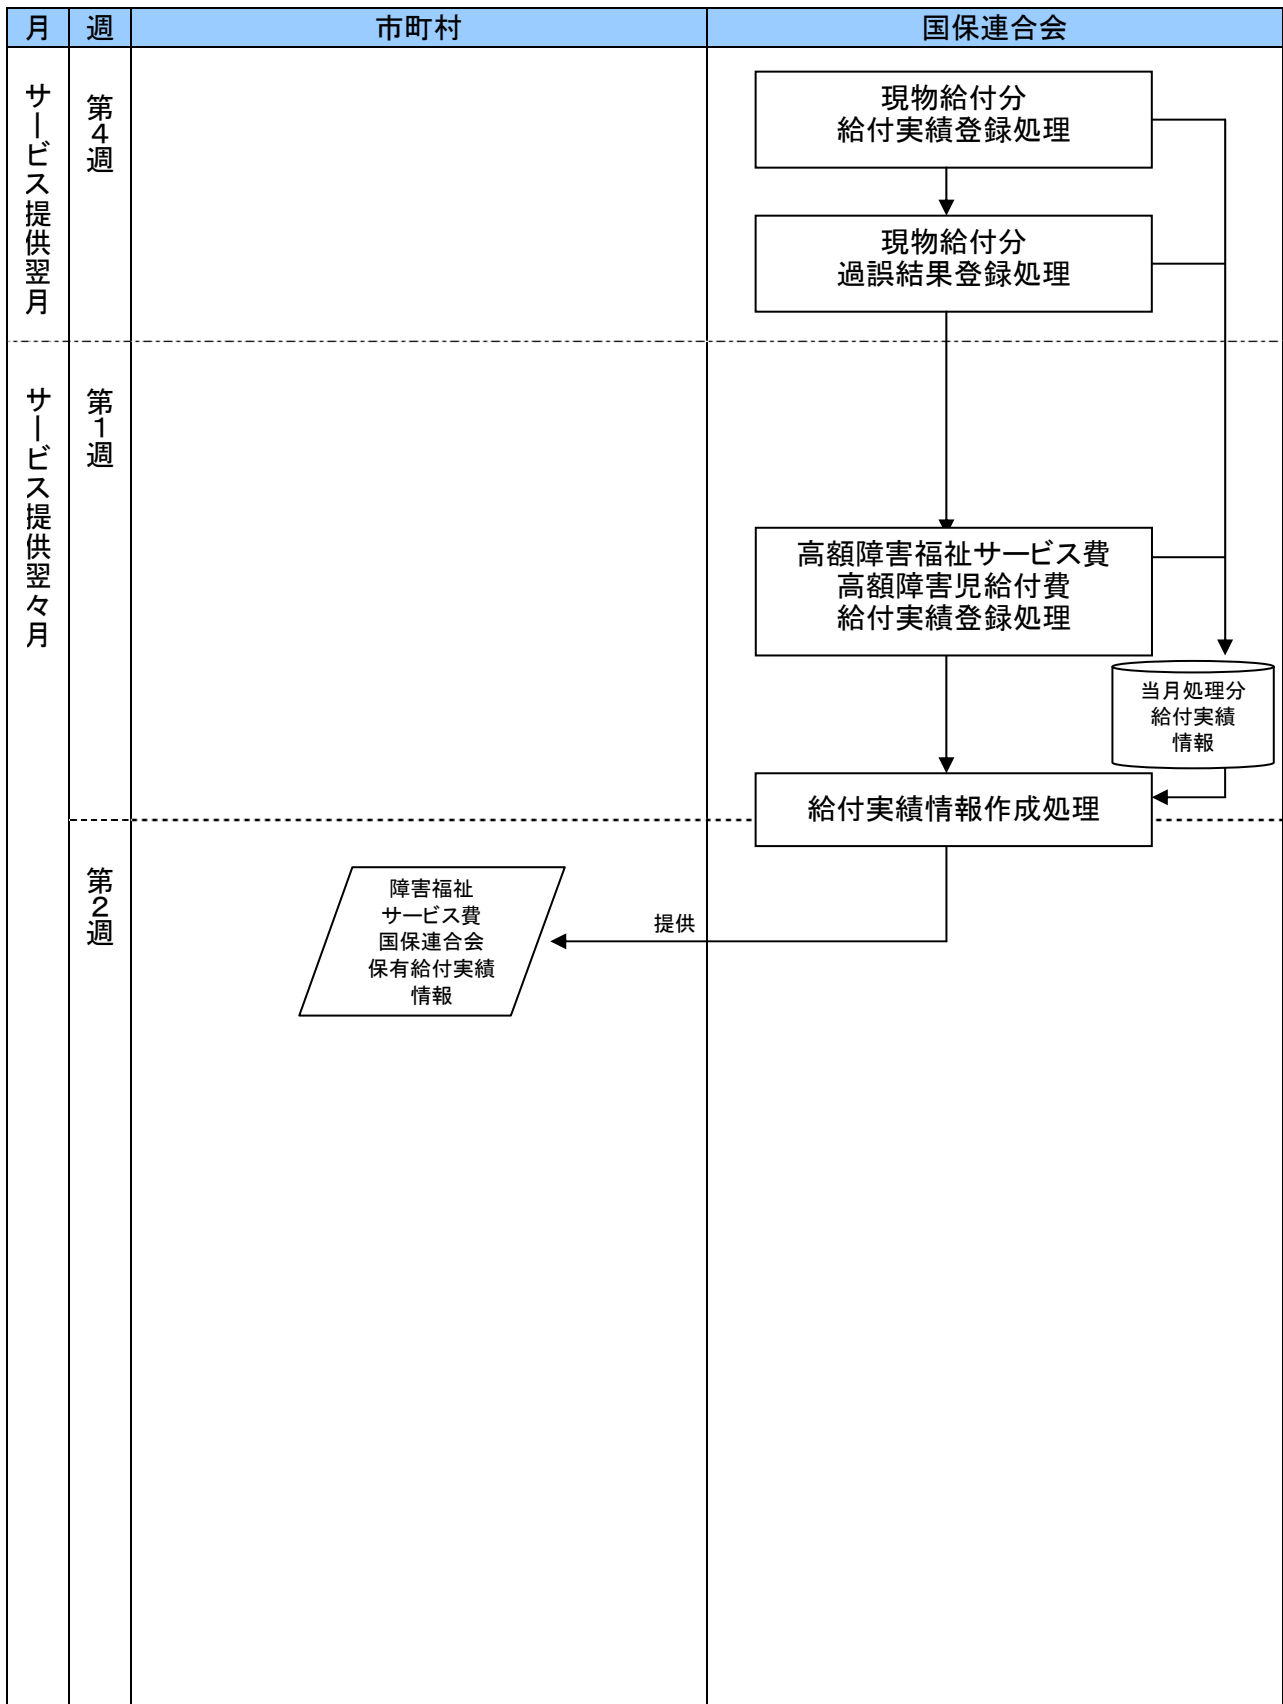 月
週
市町村
国保連合会
サービス提供翌月
第4週
現物給付分
給付実績登録処理
現物給付分
過誤結果登録処理
サービス提供翌々月
第1週
高額障害福祉サービス費
高額障害児給付費
給付実績登録処理
当月処理分
給付実績
情報
給付実績情報作成処理
第2週
障害福祉
サービス費
国保連合会
保有給付実績
情報
提供